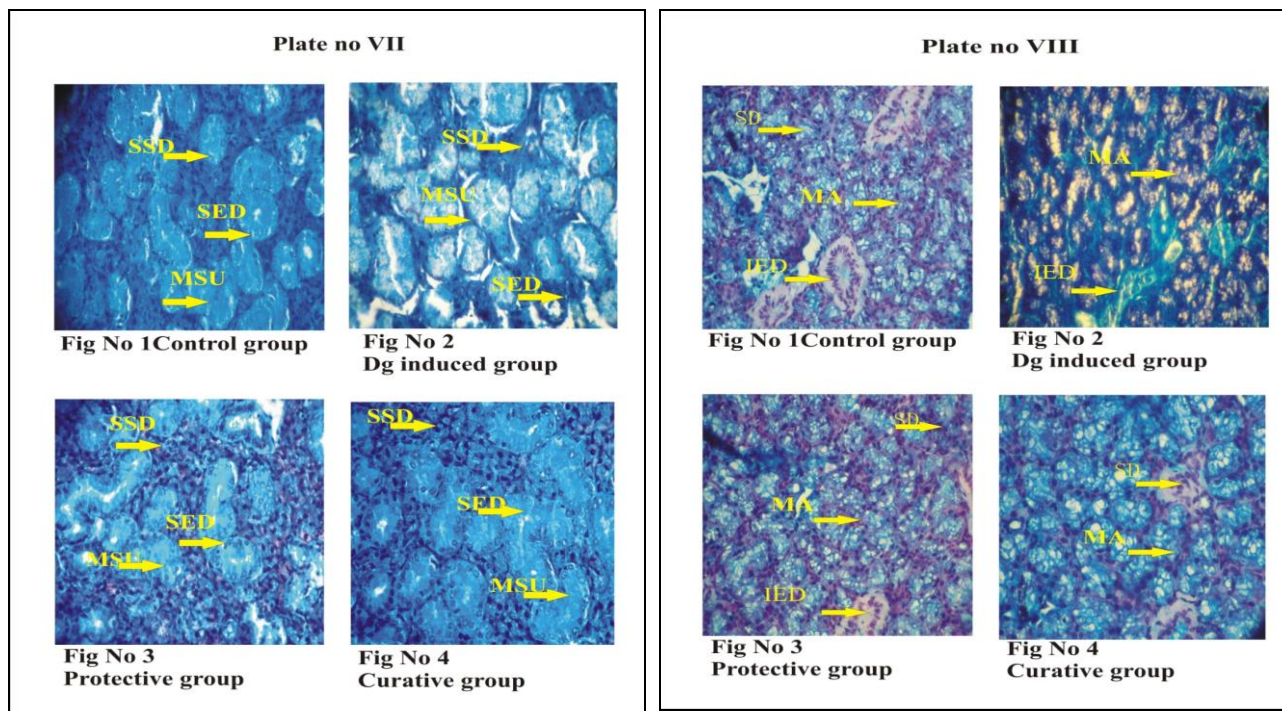 Plate no VII
SSD
SED
MSU
Fig No 1Control group
SSD
MSU
SED
Fig No 2
Dg induced group
SSD
SED
MSU
Fig No 3
Protective group
SSD
SED
MSU
Fig No 4
Curative group
Plate no VIII
SD
MA
IED
Fig No 1Control group
MA
IED
Fig No 2
Dg induced group
SD
MA
IED
Fig No 3
Protective group
SD
MA
Fig No 4
Curative group